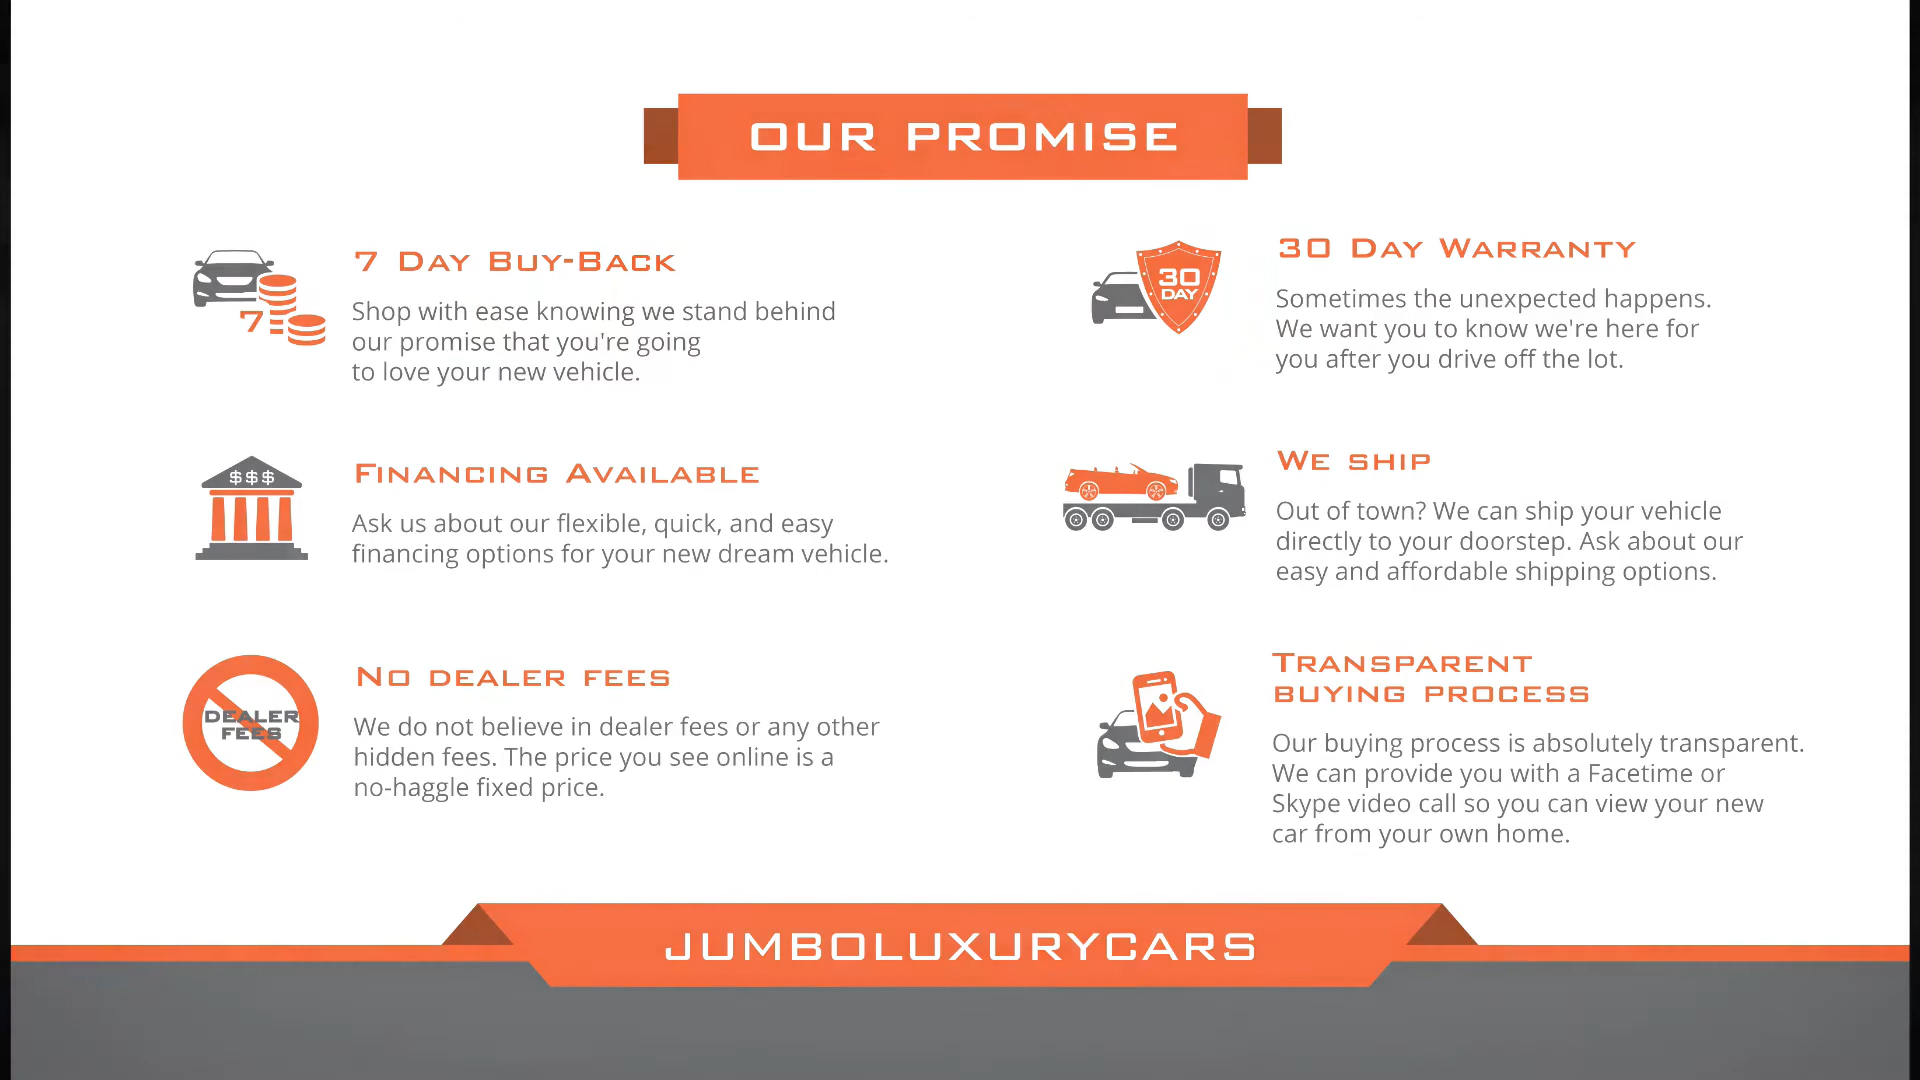 OUR PROMISE
7 DAY BUY-BACK
Shop with ease knowing we stand behind
our promise that you're going
to love your new vehicle.
7
30 DAY WARRANTY
Sometimes the unexpected happens.
We want you to know we're here for
you after you drive off the lot.
30
DAY
FINANCING AVAILABLE
Ask us about our flexible, quick, and easy
financing options for your new dream vehicle.
$$$
WE SHIP
Out of town? We can ship your vehicle
directly to your doorstep. Ask about our
easy and affordable shipping options.
NO DEALER FEES
We do not believe in dealer fees or any other
hidden fees. The price you see online is a
no-haggle fixed price.
DEALER
FEES
TRANSPARENT
BUYING PROCESS
Our buying process is absolutely transparent.
We can provide you with a Facetime or
Skype video call so you can view your new
car from your own home.
JUMBOLUXURYCARS